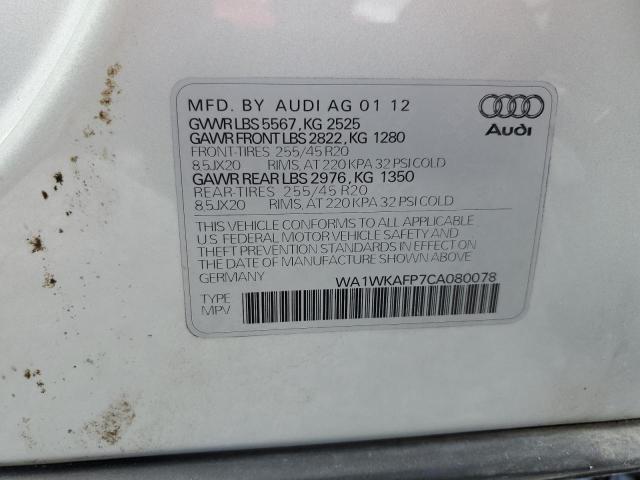 MFD. BY AUDI AG 01 12
GVWR LBS 5567, KG 2525
GAWR FRONT LBS 2822, KG 1280
FRONT-TIRES 255/45 R20
8.5JX20 RIMS, AT 220 KPA 32 PSI COLD
GAWR REAR LBS 2976, KG 1350
REAR-TIRES 255/45 R20
8.5JX20 RIMS, AT 220 KPA 32 PSI COLD
THIS VEHICLE CONFORMS TO ALL APPLICABLE
U.S. FEDERAL MOTOR VEHICLE SAFETY AND
THEFT PREVENTION STANDARDS IN EFFECT ON
THE DATE OF MANUFACTURE SHOWN ABOVE.
GERMANY WA1WKAFP7CA080078
TYPE
MPV
Audi